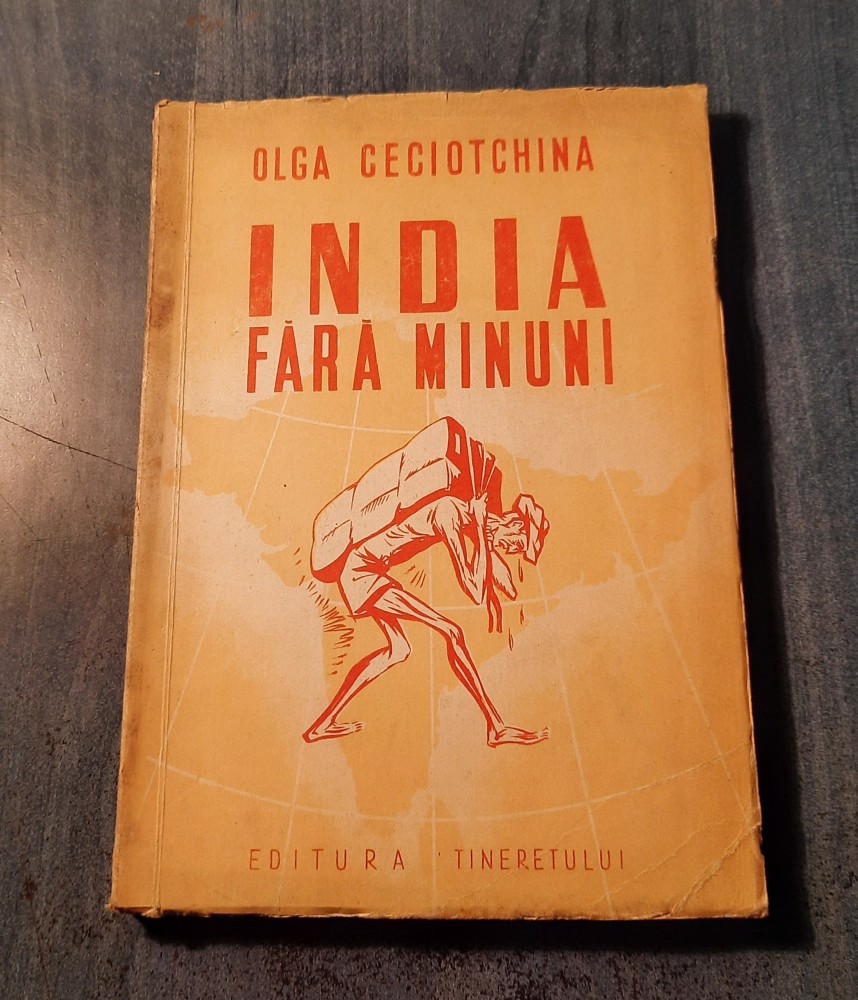 OLGA CECIOTCHINA
INDIA
FĂRĂ MINUNI
EDITURA TINERETULUI